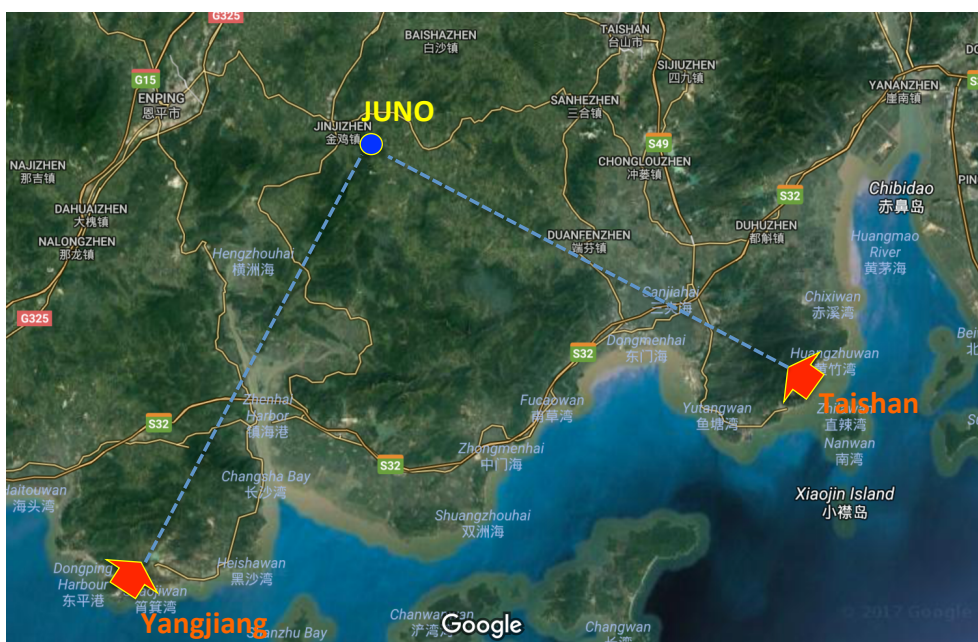 G325
BAISHAZHEN
白沙镇
TAISHAN
台山市
SIJIUZHEN
四九镇
G15
ENPING
恩平市
YANANZHEN
崖南镇
JUNO
SANHEZHEN
三合镇
JINJIZHEN
金鸡镇
S49
NAJIZHEN
那吉镇
CHONGLOUZHEN
冲蒌镇
PING
Chibidao
赤鼻岛
S32
DAHUAIZHEN
大槐镇
NALONGZHEN
那龙镇
DUHUZHEN
都斛镇
DUANFENZHEN
端芬镇
Huangmao
River
黄茅海
Hengzhouhai
横洲海
Sanjiahai
Chixiwan
赤溪湾
G325
Dongmenhai
东门海
S32
Huangzhuwan
黄竹湾
Taishan
Zhenhai
Harbor
镇海港
Fucaowan
Yutangwan
鱼塘湾
直辣湾
S32
Nanwan
南湾
Zhongmenhai
中门海
S32
Changsha Bay
长沙湾
Haitouwan
海头湾
Xiaojin Island
小襟岛
Shuangzhouhai
双洲海
Dongping
Harbour
东平港
Heishawan
黑沙湾
筲箕湾
Yangjiang
Google
Changwan
© 2017 Google